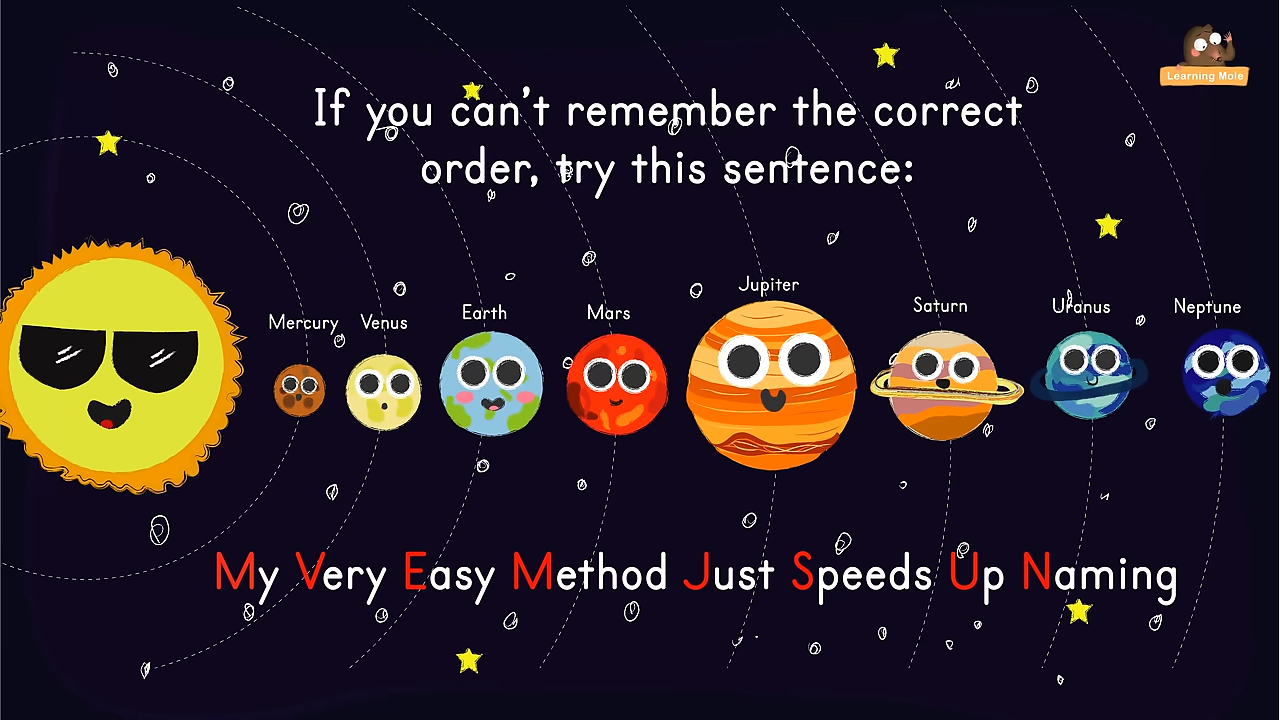 Learning Mole
If you can't remember the correct
order, try this sentence:
Mercury Venus Earth Mars Jupiter Saturn Uranus Neptune
My Very Easy Method Just Speeds Up Naming